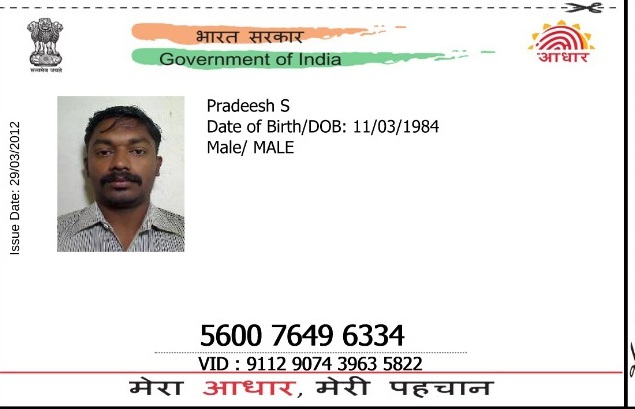 भारत सरकार
Government of India
आधार
Issue Date: 29/03/2012
Pradeesh S
Date of Birth/DOB: 11/03/1984
Male/ MALE
5600 7649 6334
VID : 9112 9074 3963 5822
मेरा आधार, मेरी पहचान